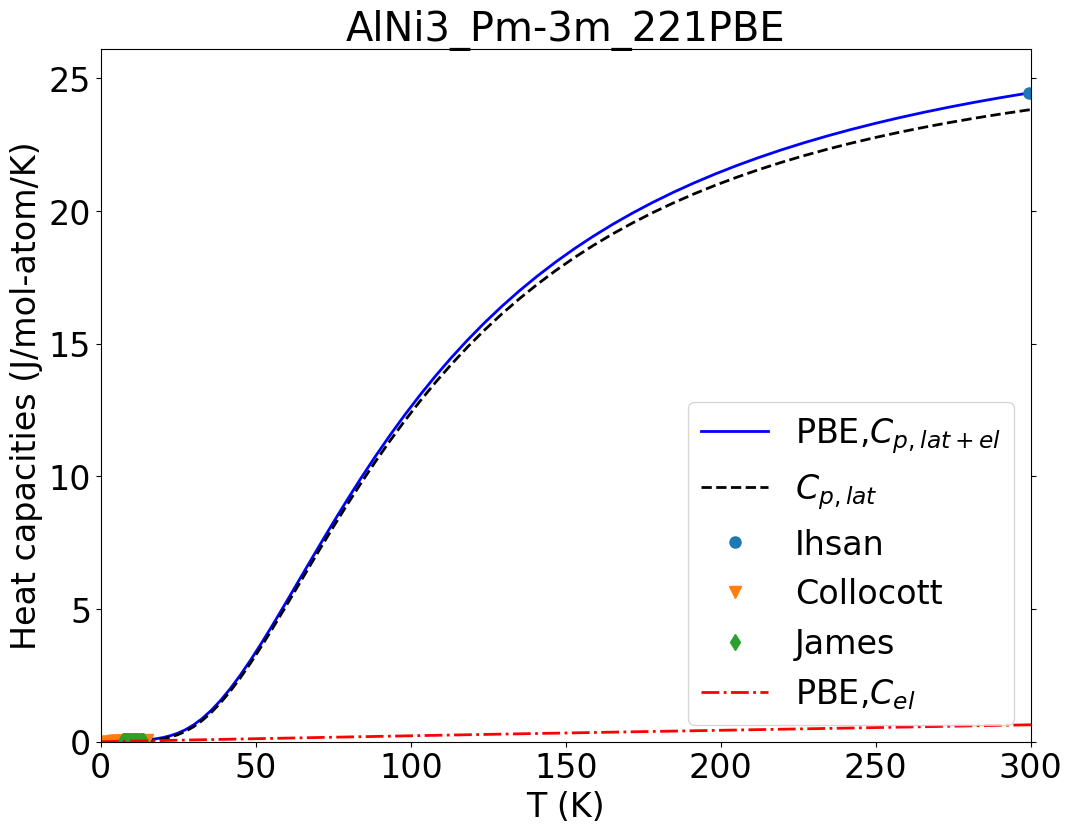 AlNi3_Pm-3m_221PBE
Heat capacities (J/mol-atom/K)
25
20
15
10
5
0
0 50 100 150 200 250 300
T (K)
PBE,C_{p, lat+el}
C_{p, lat}
Ihsan
Collocott
James
PBE,C_{el}